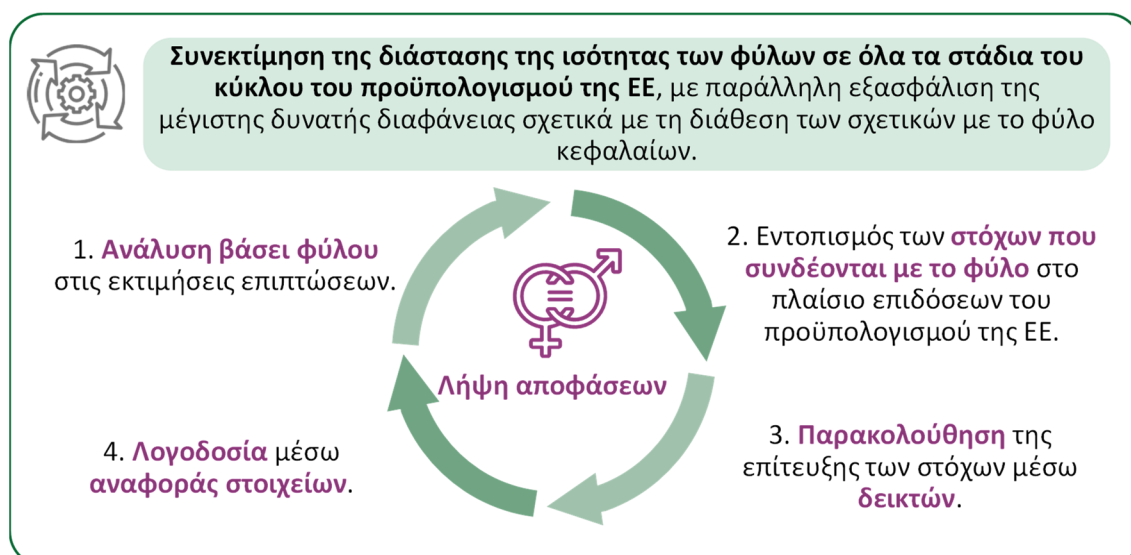 Συνεκτίμηση της διάστασης της ισότητας των φύλων σε όλα τα στάδια του
κύκλου του προϋπολογισμού της ΕΕ, με παράλληλη εξασφάλιση της
μέγιστης δυνατής διαφάνειας σχετικά με τη διάθεση των σχετικών με το φύλο
κεφαλαίων.
1. Ανάλυση βάσει φύλου
στις εκτιμήσεις επιπτώσεων.
2. Εντοπισμός των στόχων που
συνδέονται με το φύλο στο
πλαίσιο επιδόσεων του
προϋπολογισμού της ΕΕ.
Λήψη αποφάσεων
3. Παρακολούθηση της
επίτευξης των στόχων μέσω
δεικτών.
4. Λογοδοσία μέσω
αναφοράς στοιχείων.